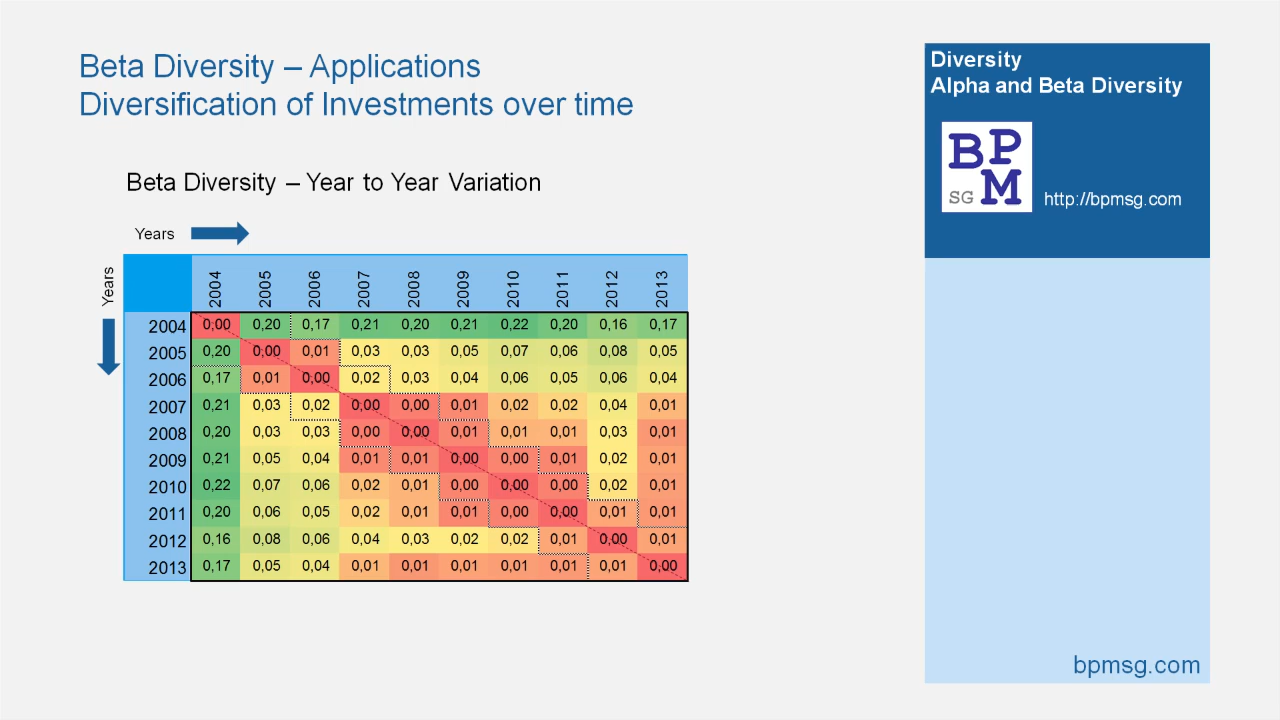 Beta Diversity – Applications
Diversification of Investments over time
Beta Diversity – Year to Year Variation
Years
Years
2004 2005 2006 2007 2008 2009 2010 2011 2012 2013
2004 0,00 0,20 0,17 0,21 0,20 0,21 0,22 0,20 0,16 0,17
2005 0,20 0,00 0,01 0,03 0,03 0,05 0,07 0,06 0,08 0,05
2006 0,17 0,01 0,00 0,02 0,03 0,04 0,06 0,05 0,06 0,04
2007 0,21 0,03 0,02 0,00 0,00 0,01 0,02 0,02 0,04 0,01
2008 0,20 0,03 0,03 0,00 0,00 0,01 0,01 0,01 0,03 0,01
2009 0,21 0,05 0,04 0,01 0,01 0,00 0,00 0,01 0,02 0,01
2010 0,22 0,07 0,06 0,02 0,01 0,00 0,00 0,00 0,02 0,01
2011 0,20 0,06 0,05 0,02 0,01 0,01 0,00 0,00 0,01 0,01
2012 0,16 0,08 0,06 0,04 0,03 0,02 0,02 0,01 0,00 0,01
2013 0,17 0,05 0,04 0,01 0,01 0,01 0,01 0,01 0,01 0,00
Diversity
Alpha and Beta Diversity
BP
SG M
http://bpmsg.com
bpmsg.com